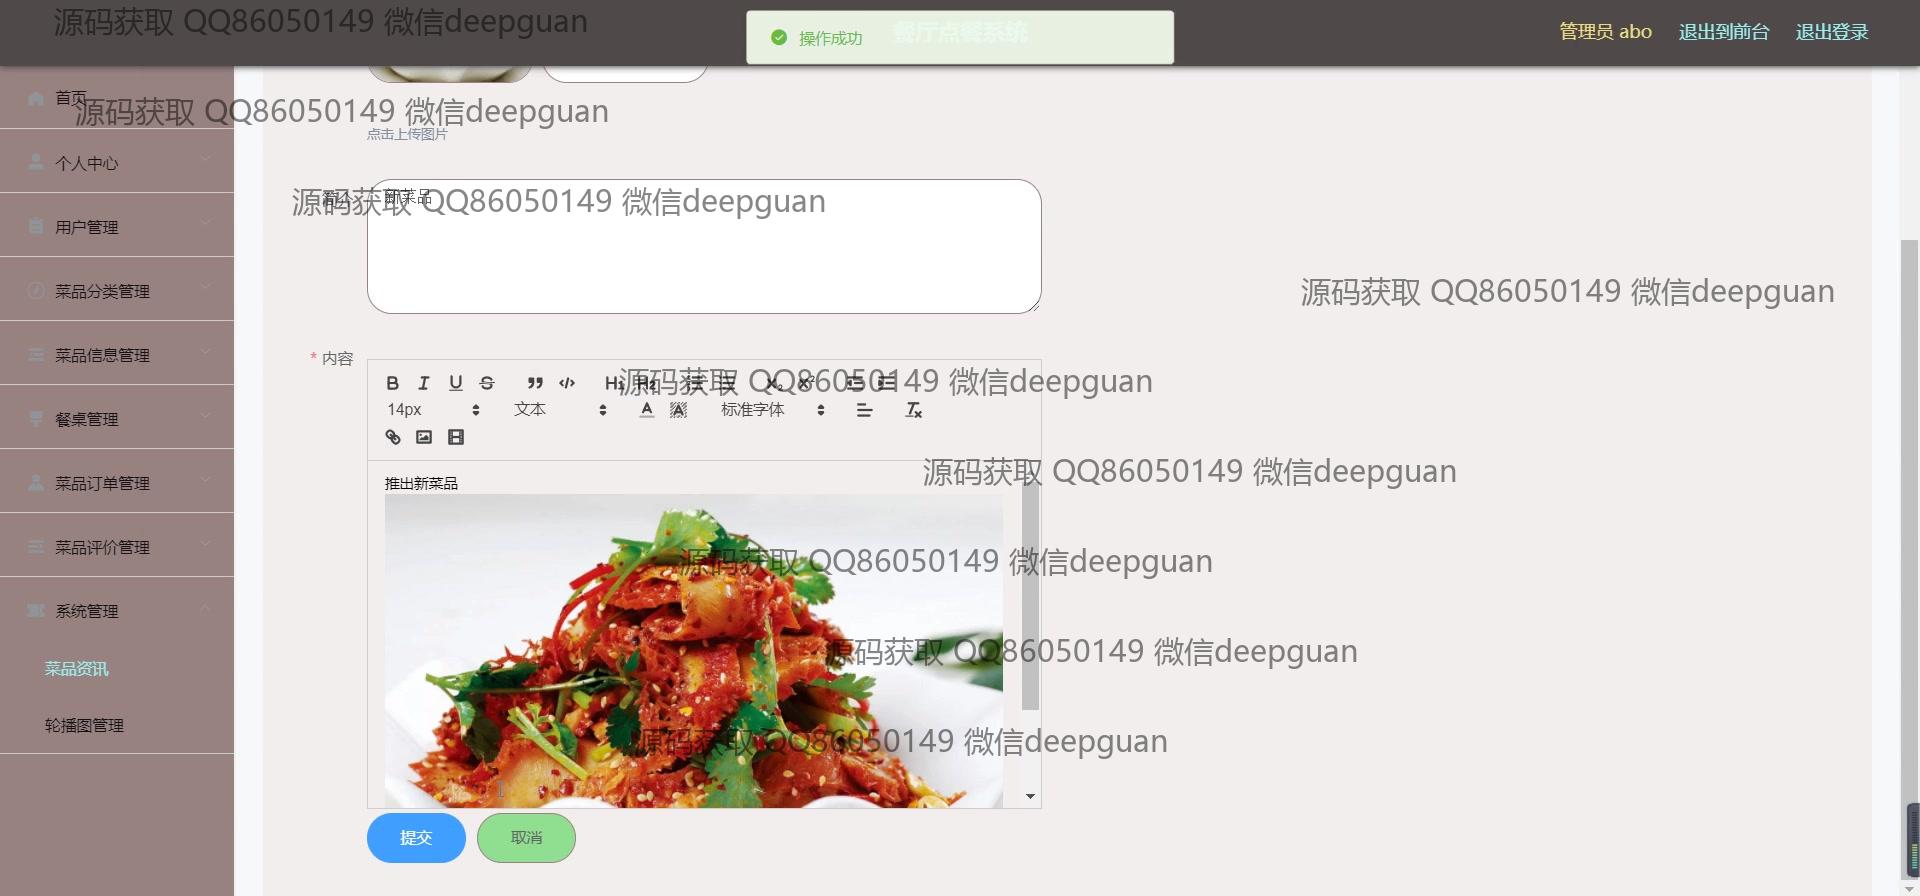 源码获取 QQ86050149 微信deepguan
操作成功
餐厅点餐系统
管理员 abo
退出到前台
退出登录
首页
源码获取 QQ86050149 微信deepguan
点击上传图片
个人中心
简介
新菜品
源码获取 QQ86050149 微信deepguan
用户管理
菜品分类管理
源码获取 QQ86050149 微信deepguan
菜品信息管理
* 内容
B I U S H1 H2 X₂ X²
源码获取 QQ86050149 微信deepguan
14px 文本 A A 标准字体 Tx
餐桌管理
源码获取 QQ86050149 微信deepguan
菜品订单管理
推出新菜品
菜品评价管理
源码获取 QQ86050149 微信deepguan
系统管理
源码获取 QQ86050149 微信deepguan
菜品资讯
轮播图管理
源码获取 QQ86050149 微信deepguan
提交
取消